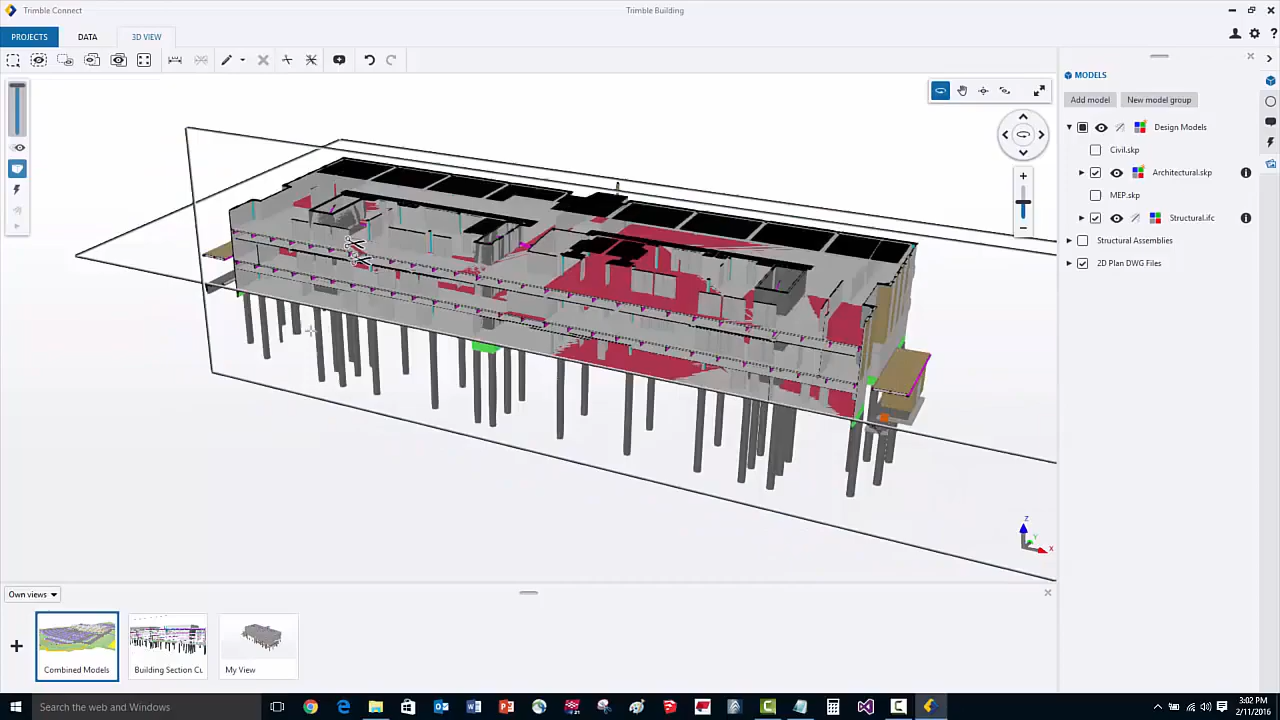 Trimble Connect
Trimble Building
PROJECTS
DATA
3D VIEW
MODELS
Add model
New model group
Design Models
Civil.skp
Architectural.skp
MEP.skp
Structural.ifc
Structural Assemblies
2D Plan DWG Files
Z
Y
X
Own views
Combined Models
Building Section Cu
My View
Search the web and Windows
3:02 PM
2/11/2016